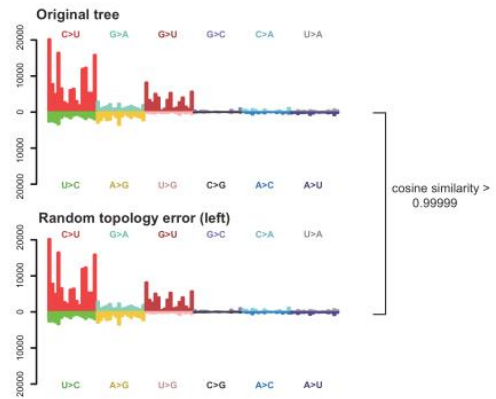 Original tree
20000
10000
0
10000
20000
C>U G>A G>U G>C C>A U>A
U>C A>G U>G C>G A>C A>U
cosine similarity >
0.99999
Random topology error (left)
20000
10000
0
10000
20000
C>U G>A G>U G>C C>A U>A
U>C A>G U>G C>G A>C A>U